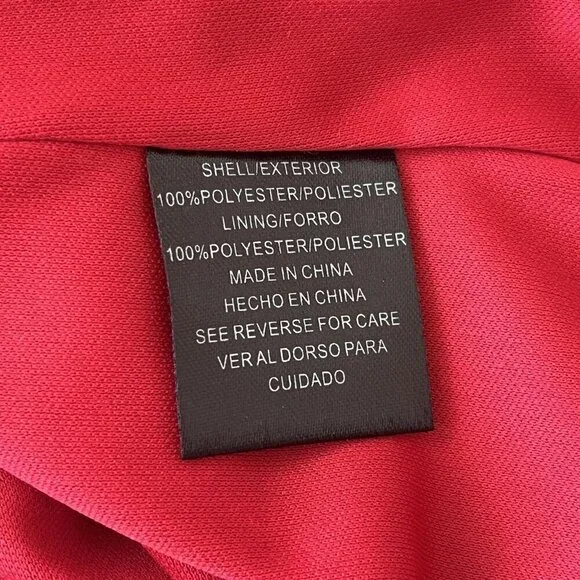 SHELL/EXTERIOR
100%POLYESTER/POLIESTER
LINING/FORRO
100%POLYESTER/POLIESTER
MADE IN CHINA
HECHO EN CHINA
SEE REVERSE FOR CARE
VER AL DORSO PARA
CUIDADO